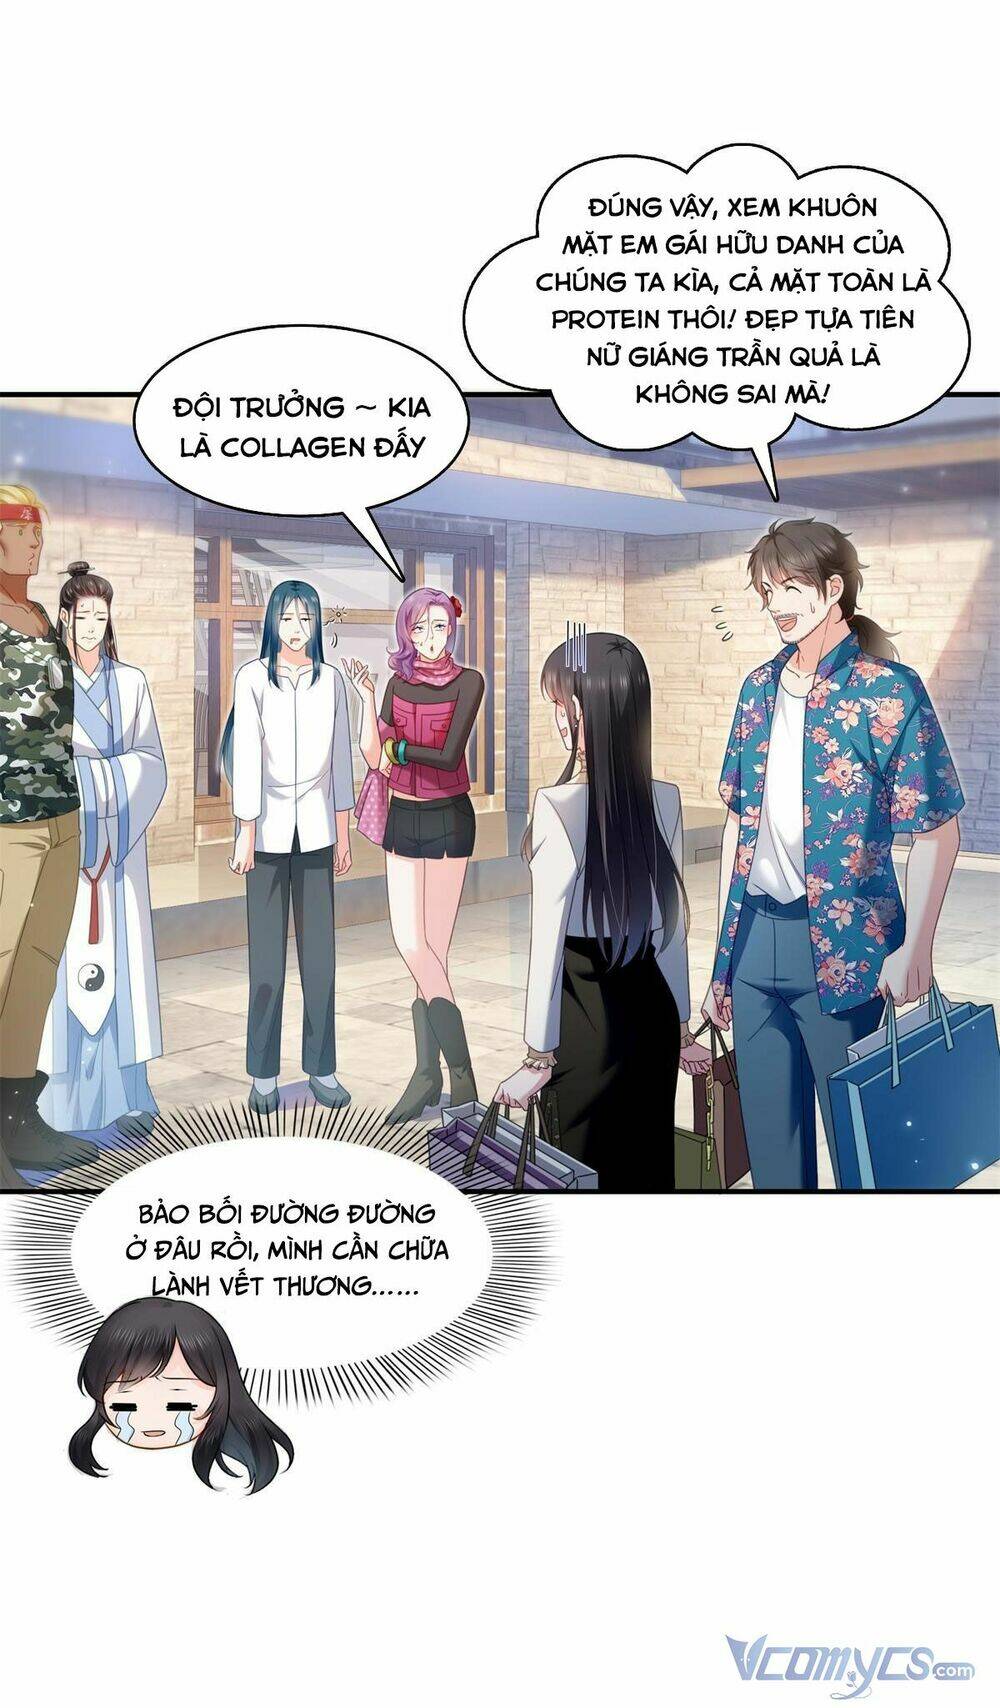 ĐÚNG VẬY, XEM KHUÔN
MẶT EM GÁI HỮU DANH CỦA
CHÚNG TA KÌA, CẢ MẶT TOÀN LÀ
PROTEIN THÔI! ĐẸP TỰA TIÊN
NỮ GIÁNG TRẦN QUẢ LÀ
KHÔNG SAI MÀ!
ĐỘI TRƯỞNG ~ KIA
LÀ COLLAGEN ĐẤY
BẢO BỐI ĐƯỜNG ĐƯỜNG
Ở ĐÂU RỒI, MÌNH CẦN CHỮA
LÀNH VẾT THƯƠNG......
VCOMYCS.com